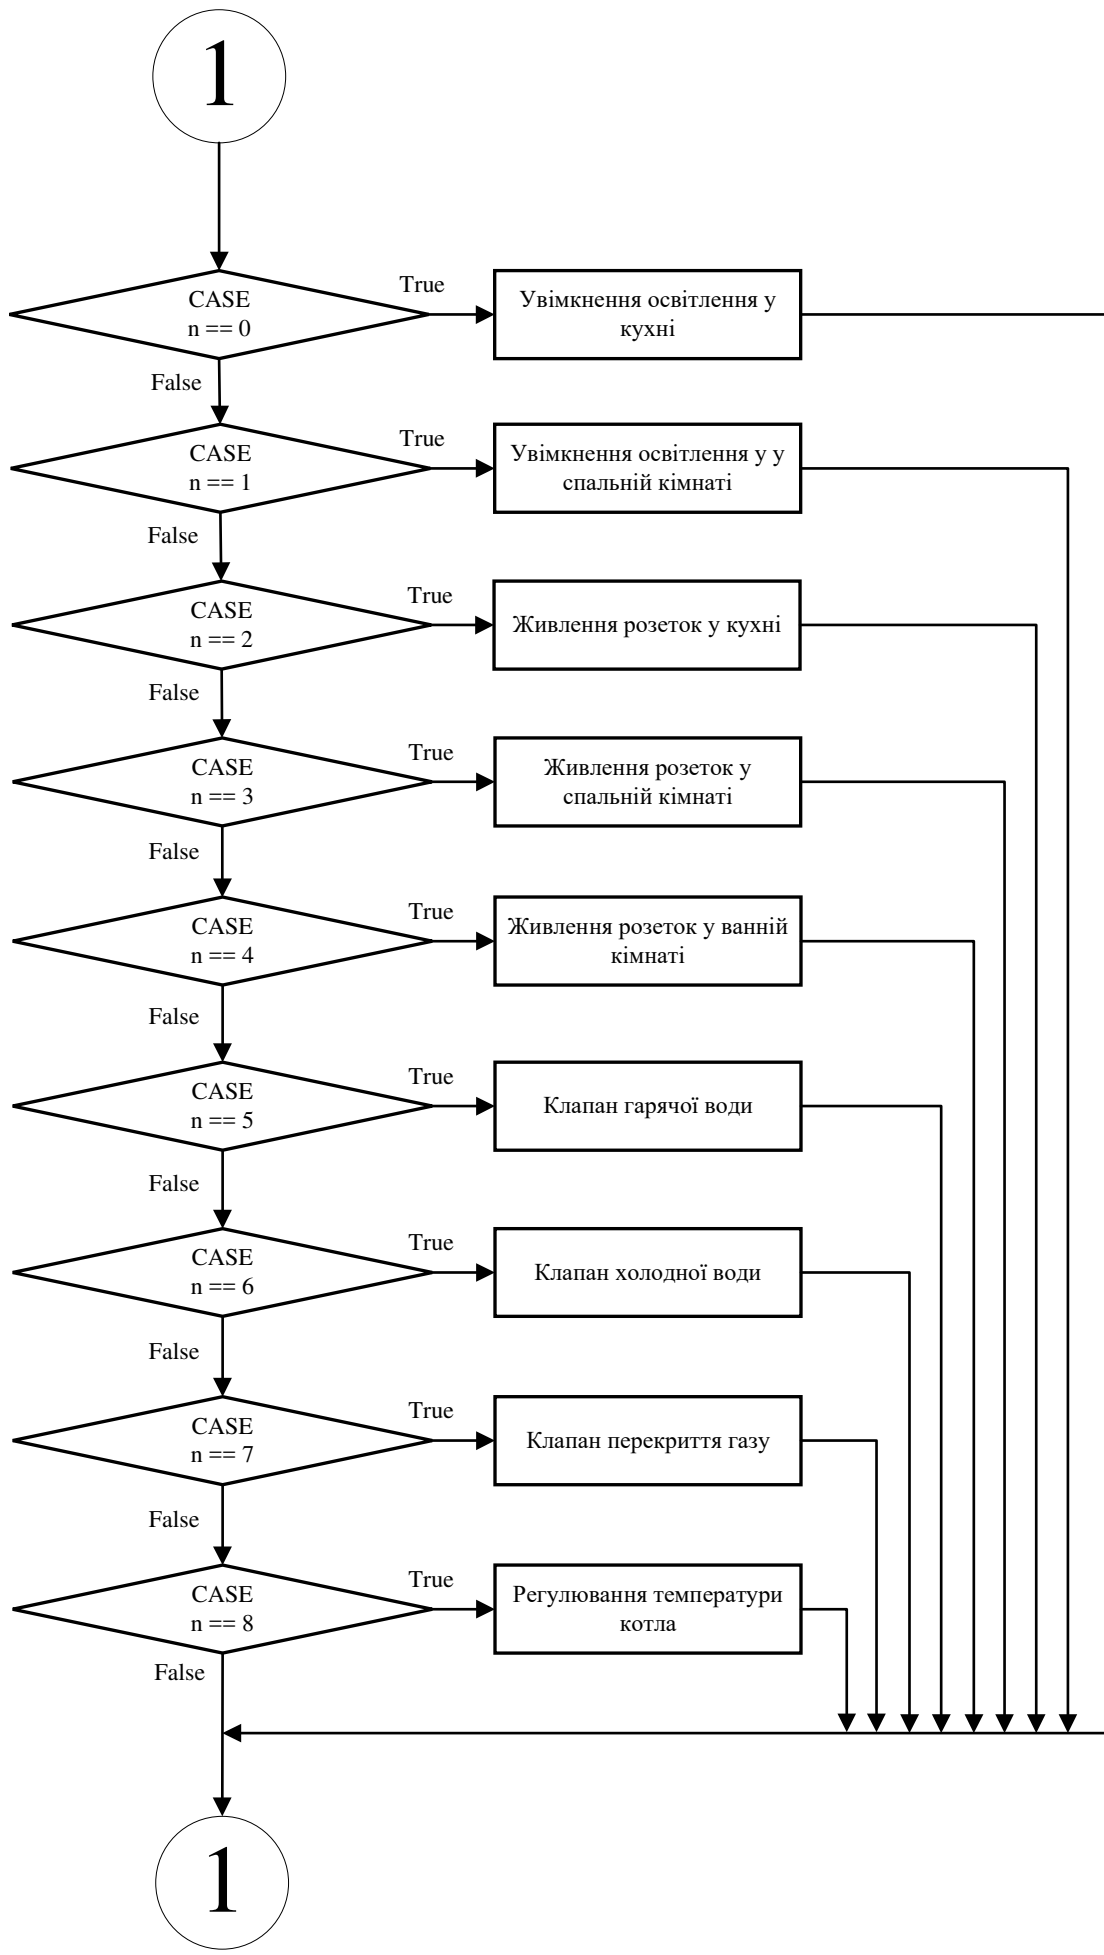 1
CASE
n == 0
True
Увімкнення освітлення у
кухні
False
CASE
n == 1
True
Увімкнення освітлення у у
спальній кімнаті
False
CASE
n == 2
True
Живлення розеток у кухні
False
CASE
n == 3
True
Живлення розеток у
спальній кімнаті
False
CASE
n == 4
True
Живлення розеток у ванній
кімнаті
False
CASE
n == 5
True
Клапан гарячої води
False
CASE
n == 6
True
Клапан холодної води
False
CASE
n == 7
True
Клапан перекриття газу
False
CASE
n == 8
True
Регулювання температури
котла
False
1